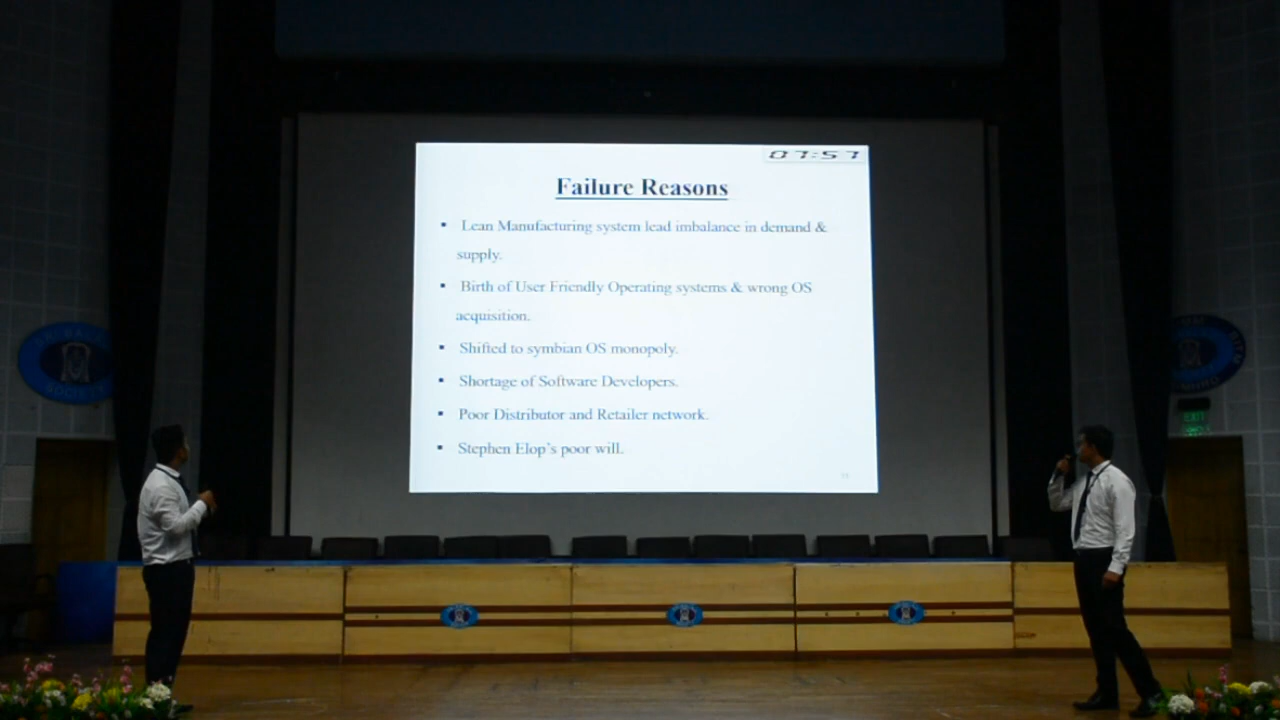 07:57
Failure Reasons
▪ Lean Manufacturing system lead imbalance in demand &
supply.
▪ Birth of User Friendly Operating systems & wrong OS
acquisition.
▪ Shifted to symbian OS monopoly.
▪ Shortage of Software Developers.
▪ Poor Distributor and Retailer network.
▪ Stephen Elop's poor will.
EXIT